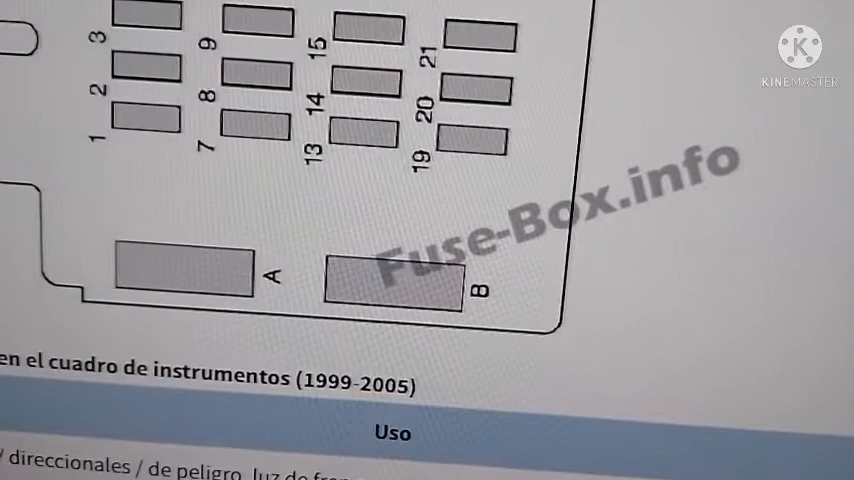 K
KINEMASTER
3 9 15 21
2 8 14 20
1 7 13 19
Fuse-Box.info
A B
en el cuadro de instrumentos (1999-2005)
Uso
/ direccionales / de peligro, luz de